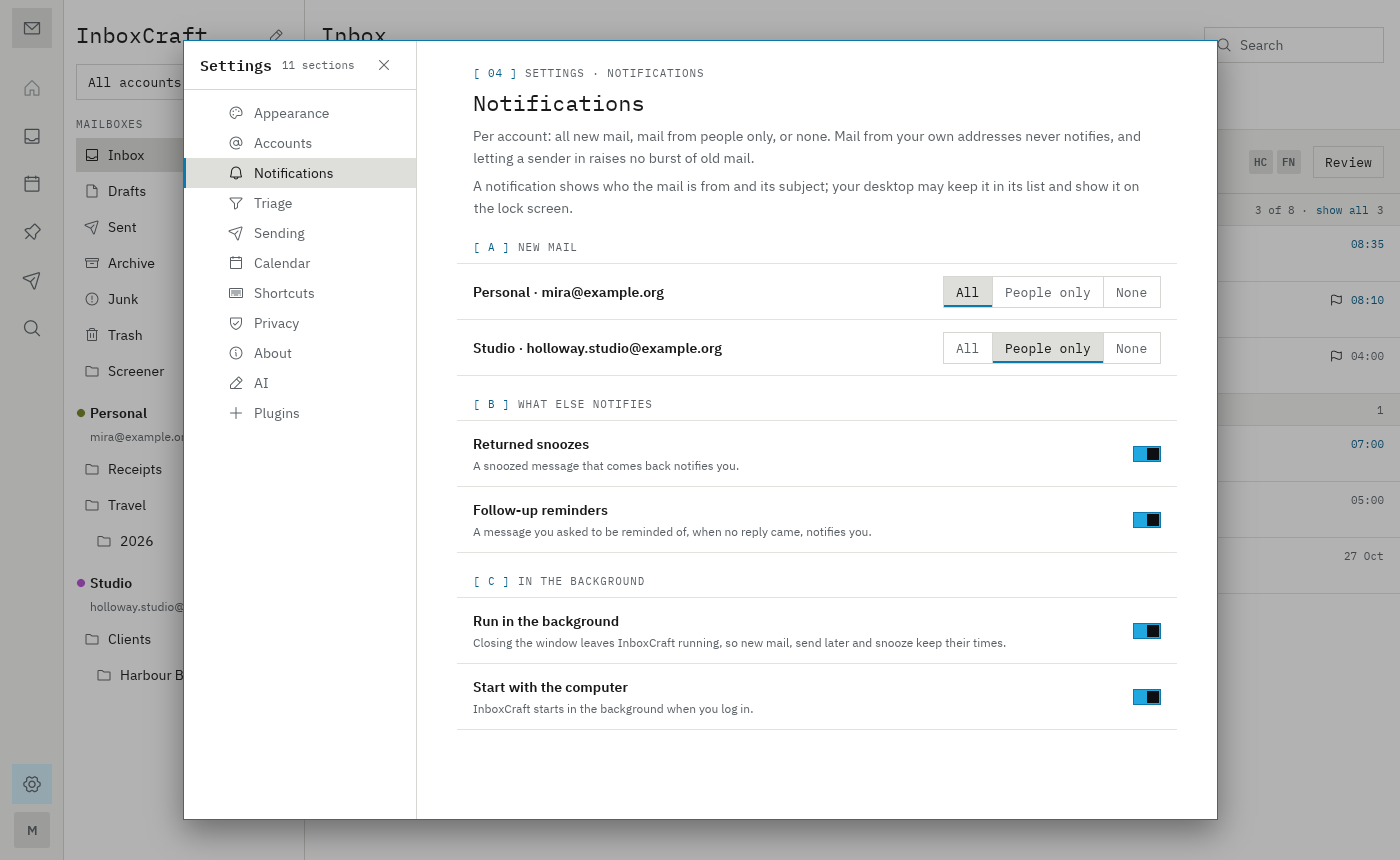 InboxCraft
All accounts
MAILBOXES
Inbox
Drafts
Sent
Archive
Junk
Trash
Screener
Personal
Receipts
Travel
2026
Studio
Clients
M
Settings 11 sections
Appearance
Accounts
Notifications
Triage
Sending
Calendar
Shortcuts
Privacy
About
AI
Plugins
[ 04 ] SETTINGS · NOTIFICATIONS
Notifications
Per account: all new mail, mail from people only, or none. Mail from your own addresses never notifies, and
letting a sender in raises no burst of old mail.
A notification shows who the mail is from and its subject; your desktop may keep it in its list and show it on
the lock screen.
[ A ] NEW MAIL
Personal · mira@example.org
All People only None
Studio · holloway.studio@example.org
All People only None
[ B ] WHAT ELSE NOTIFIES
Returned snoozes
A snoozed message that comes back notifies you.
Follow-up reminders
A message you asked to be reminded of, when no reply came, notifies you.
[ C ] IN THE BACKGROUND
Run in the background
Closing the window leaves InboxCraft running, so new mail, send later and snooze keep their times.
Start with the computer
InboxCraft starts in the background when you log in.
Inbox
Search
HC FN Review
3 of 8 · show all 3
08:35
08:10
04:00
1
07:00
05:00
27 Oct